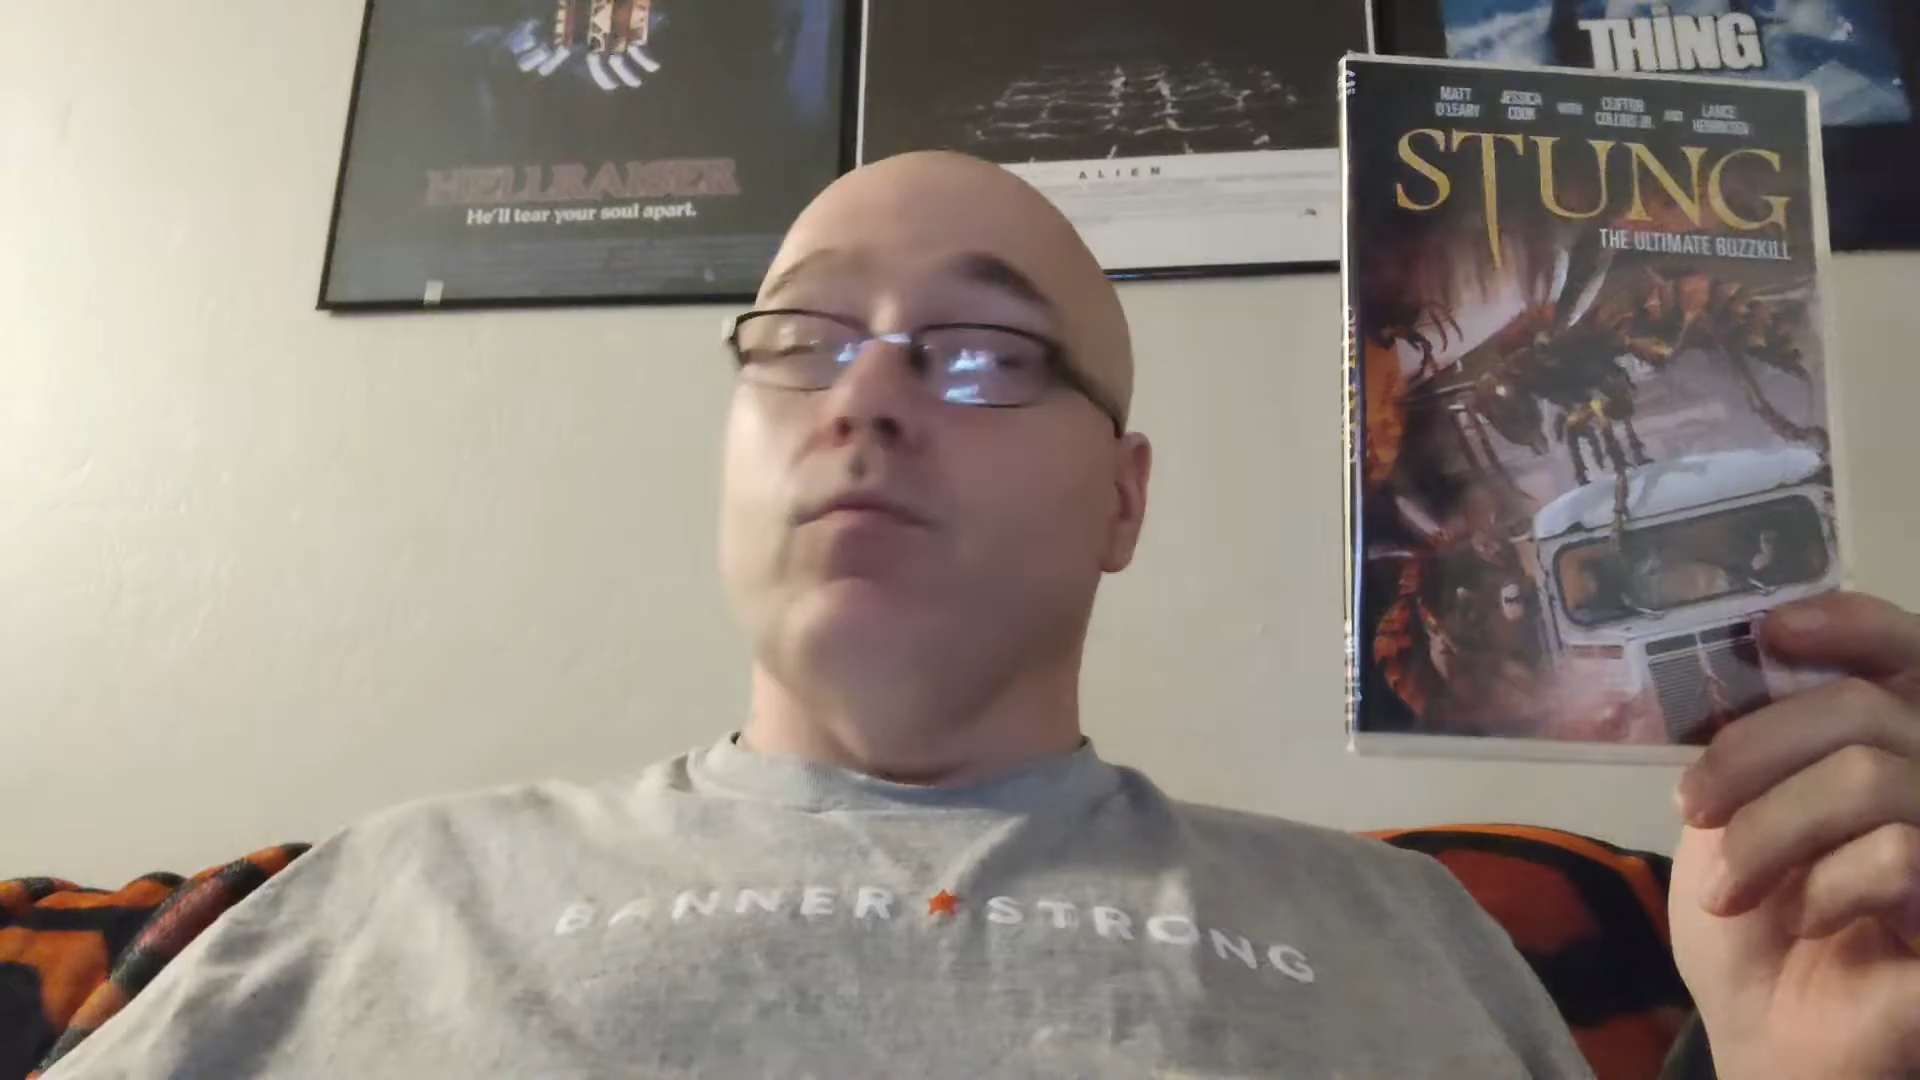 HELLRAISER
He'll tear your soul apart.
ALIEN
THING
MATT O'LEARY JESSICA COOK WITH CLIFTON COLLINS JR. AND LANCE HENRIKSEN
STUNG
THE ULTIMATE BUZZKILL
BANNER STRONG